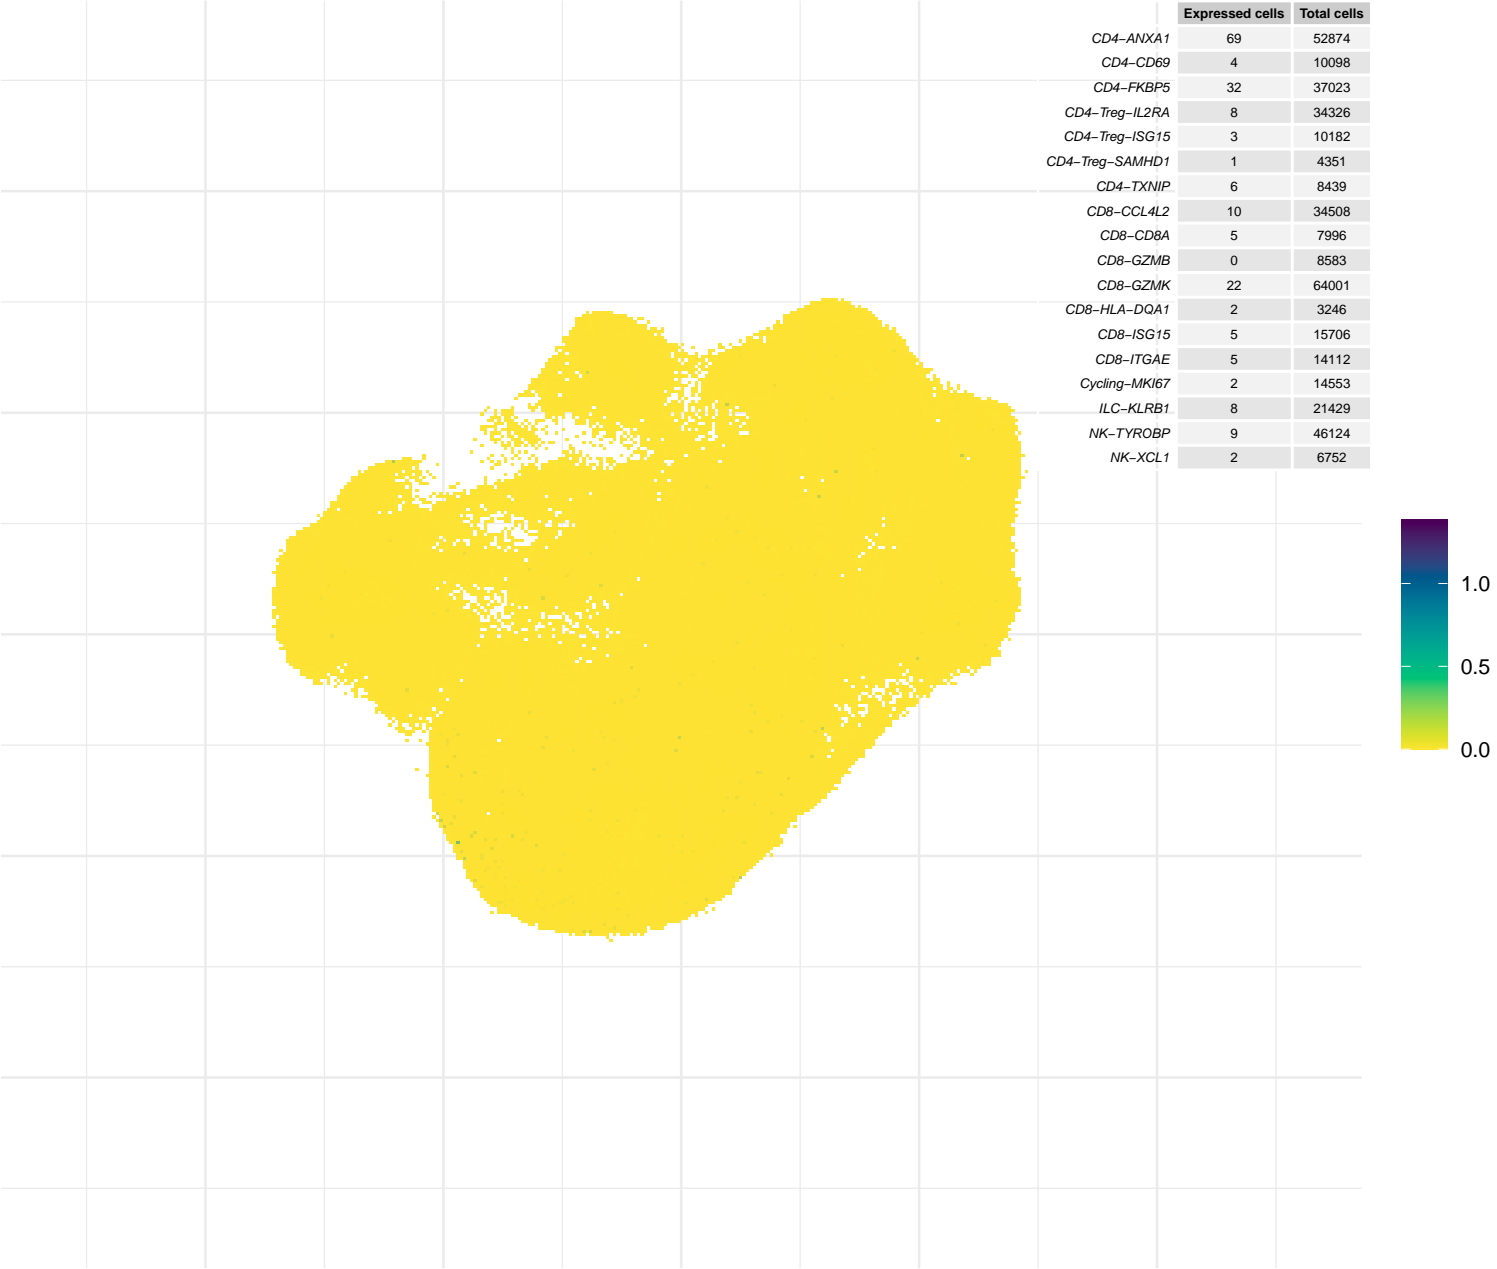 Expressed cells Total cells
CD4−ANXA1 69 52874
CD4−CD69 4 10098
CD4−FKBP5 32 37023
CD4−Treg−IL2RA 8 34326
CD4−Treg−ISG15 3 10182
CD4−Treg−SAMHD1 1 4351
CD4−TXNIP 6 8439
CD8−CCL4L2 10 34508
CD8−CD8A 5 7996
CD8−GZMB 0 8583
CD8−GZMK 22 64001
CD8−HLA−DQA1 2 3246
CD8−ISG15 5 15706
CD8−ITGAE 5 14112
Cycling−MKI67 2 14553
ILC−KLRB1 8 21429
NK−TYROBP 9 46124
NK−XCL1 2 6752
1.0
0.5
0.0